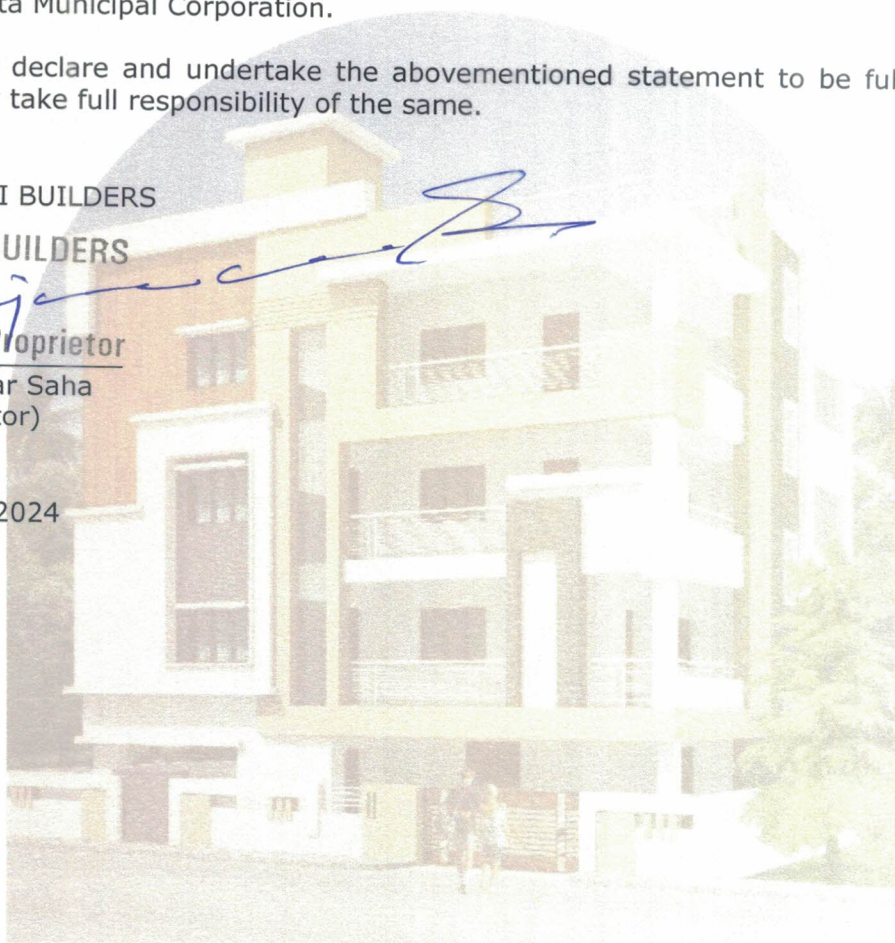 ta Municipal Corporation.
declare and undertake the abovementioned statement to be ful
take full responsibility of the same.
I BUILDERS
UILDERS
roprietor
ar Saha
tor)
2024